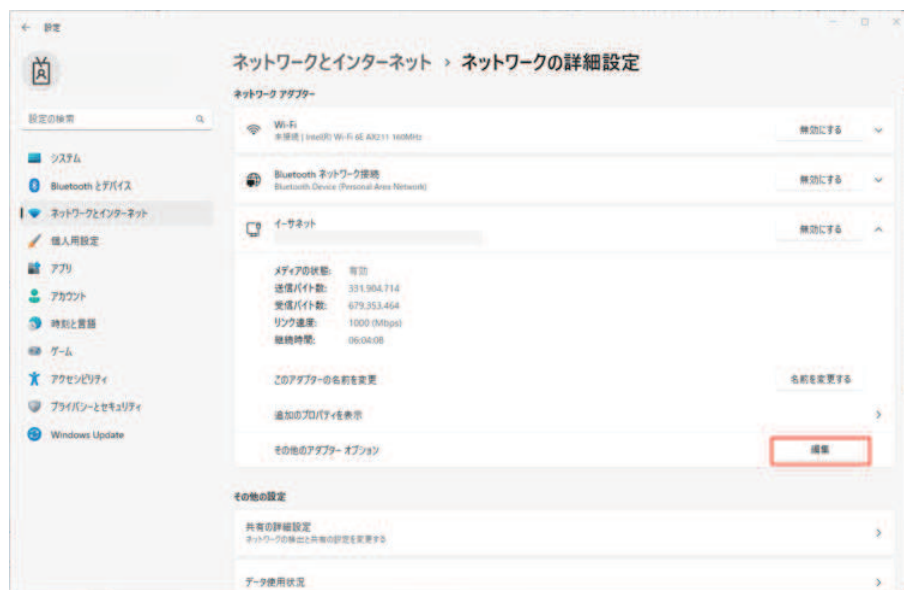 ← 設定
ネットワークとインターネット › ネットワークの詳細設定
設定の検索
システム
Bluetooth とデバイス
ネットワークとインターネット
個人用設定
アプリ
アカウント
時刻と言語
ゲーム
アクセシビリティ
プライバシーとセキュリティ
Windows Update
ネットワーク アダプター
Wi-Fi
未接続 | Intel(R) Wi-Fi 6E AX211 160MHz
無効にする
Bluetooth ネットワーク接続
Bluetooth Device (Personal Area Network)
無効にする
イーサネット
無効にする
メディアの状態: 有効
送信バイト数: 331,904,714
受信バイト数: 679,353,464
リンク速度: 1000 (Mbps)
継続時間: 06:04:08
このアダプターの名前を変更 名前を変更する
追加のプロパティを表示
その他のアダプター オプション 編集
その他の設定
共有の詳細設定
ネットワークの検出と共有の設定を変更する
データ使用状況